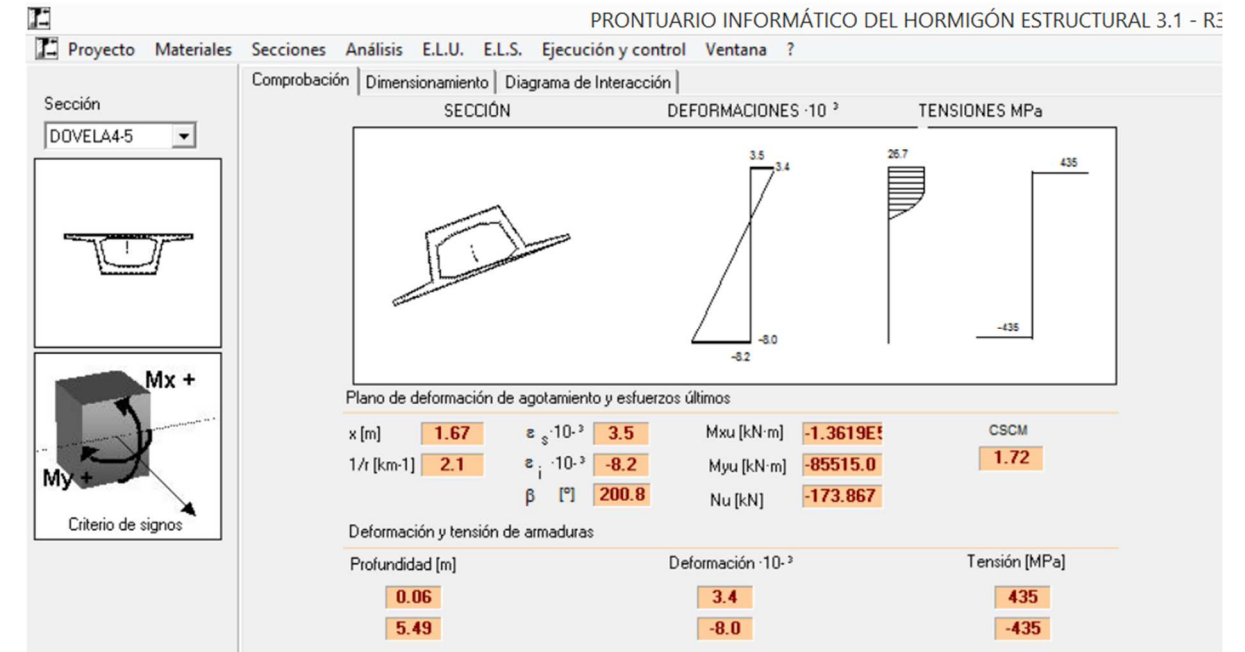 PRONTUARIO INFORMÁTICO DEL HORMIGÓN ESTRUCTURAL 3.1 - R3
Proyecto Materiales Secciones Análisis E.L.U. E.L.S. Ejecución y control Ventana ?
Comprobación Dimensionamiento Diagrama de Interacción
Sección
DOVELA4-5
SECCIÓN DEFORMACIONES ·10 ³ TENSIONES MPa
3.5
3.4
26.7
435
-8.0
-8.2
-435
Mx +
My +
Criterio de signos
Plano de deformación de agotamiento y esfuerzos últimos
x [m] 1.67 ε s ·10-³ 3.5 Mxu [kN·m] -1.3619E5 CSCM
1/r [km-1] 2.1 ε i ·10-³ -8.2 Myu [kN·m] -85515.0 1.72
β [º] 200.8 Nu [kN] -173.867
Deformación y tensión de armaduras
Profundidad [m] Deformación ·10-³ Tensión [MPa]
0.06 3.4 435
5.49 -8.0 -435